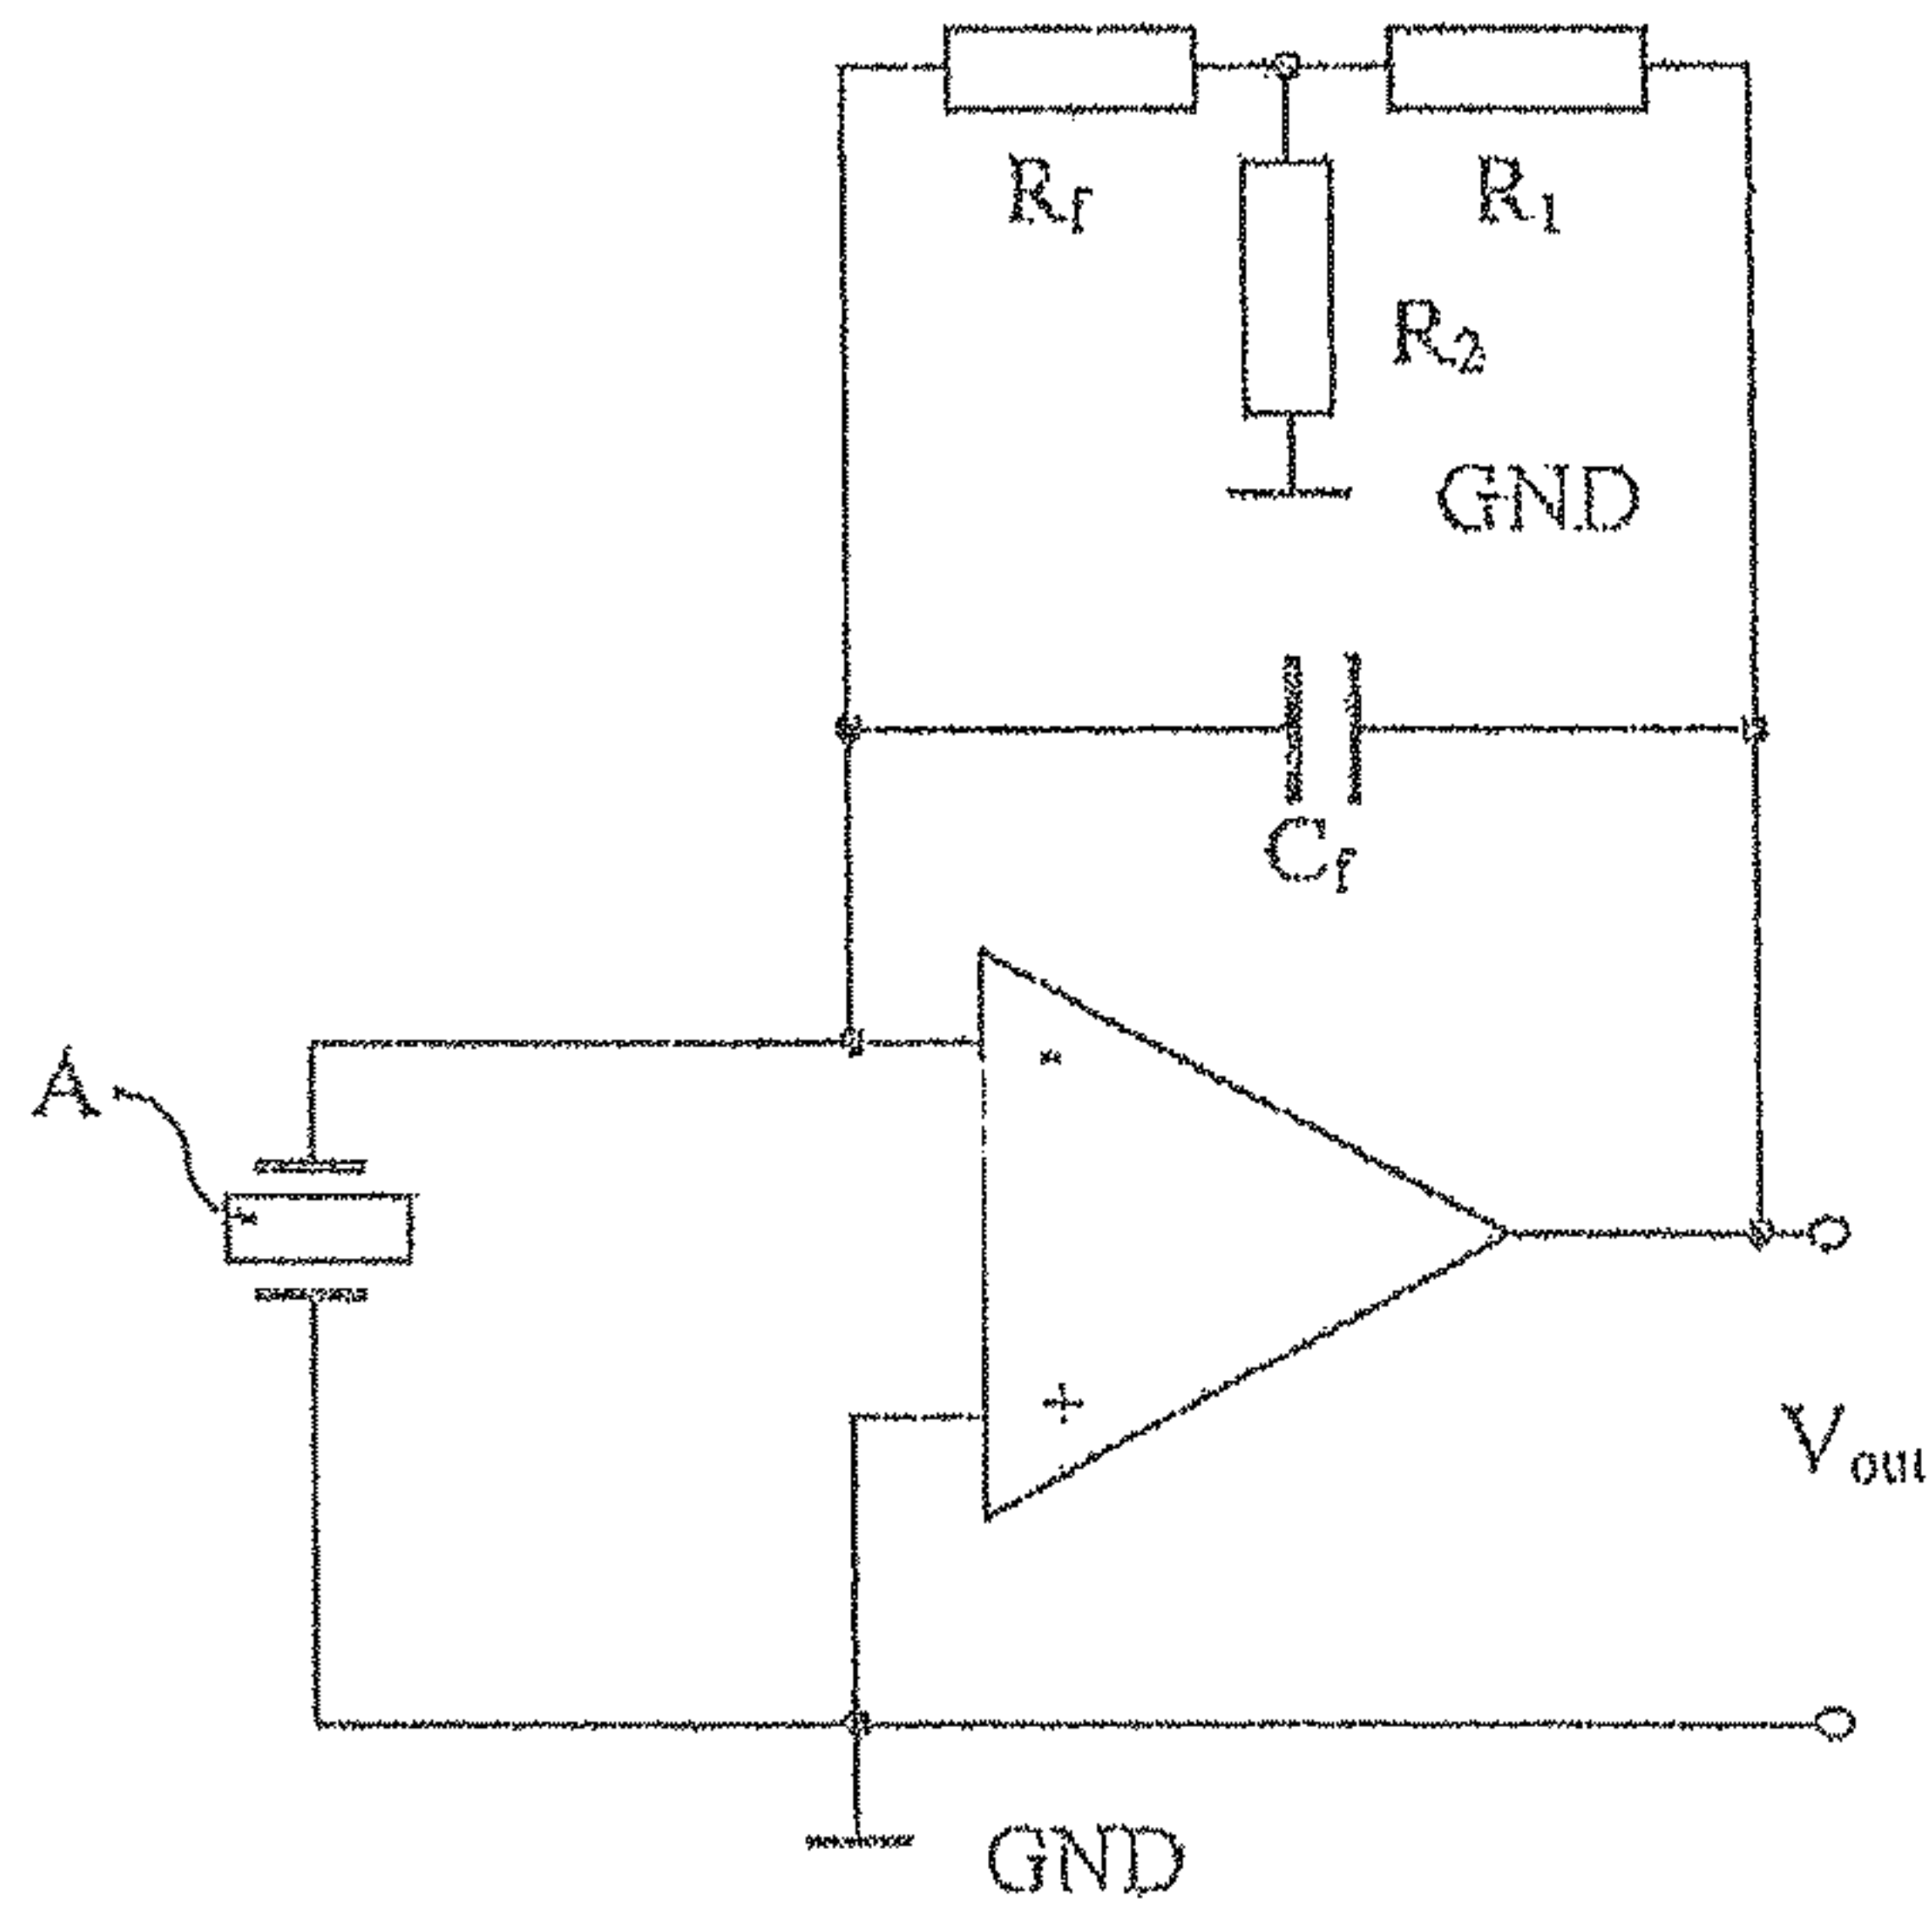 Rf
R1
R2
GND
Cf
A
-
+
Vout
GND